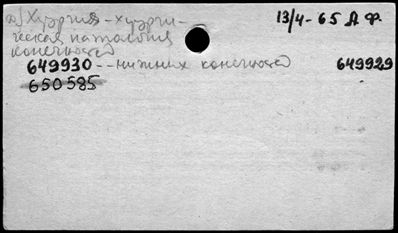 д) Хирургия - хирурги- 13/4-65 Д.Ф.
ческая патология
конечностей
649930 -- нижних конечностей 649929
650585